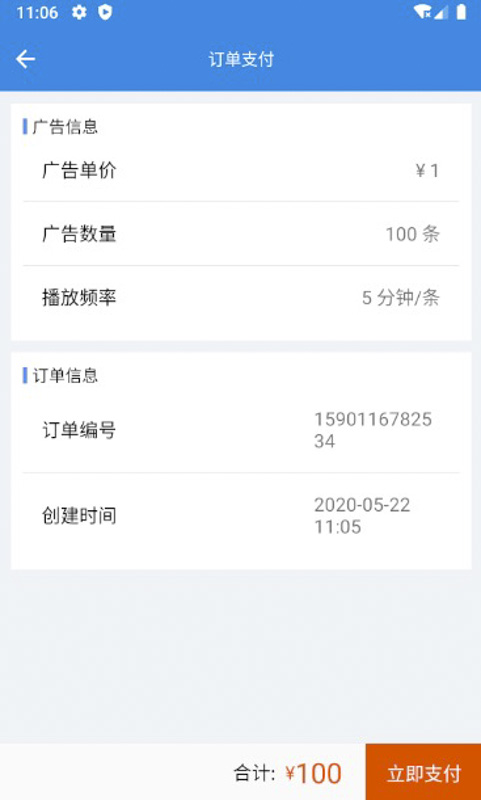 11:06
订单支付
广告信息
广告单价
¥ 1
广告数量
100 条
播放频率
5 分钟/条
订单信息
订单编号
15901167825
34
创建时间
2020-05-22
11:05
合计: ¥100
立即支付